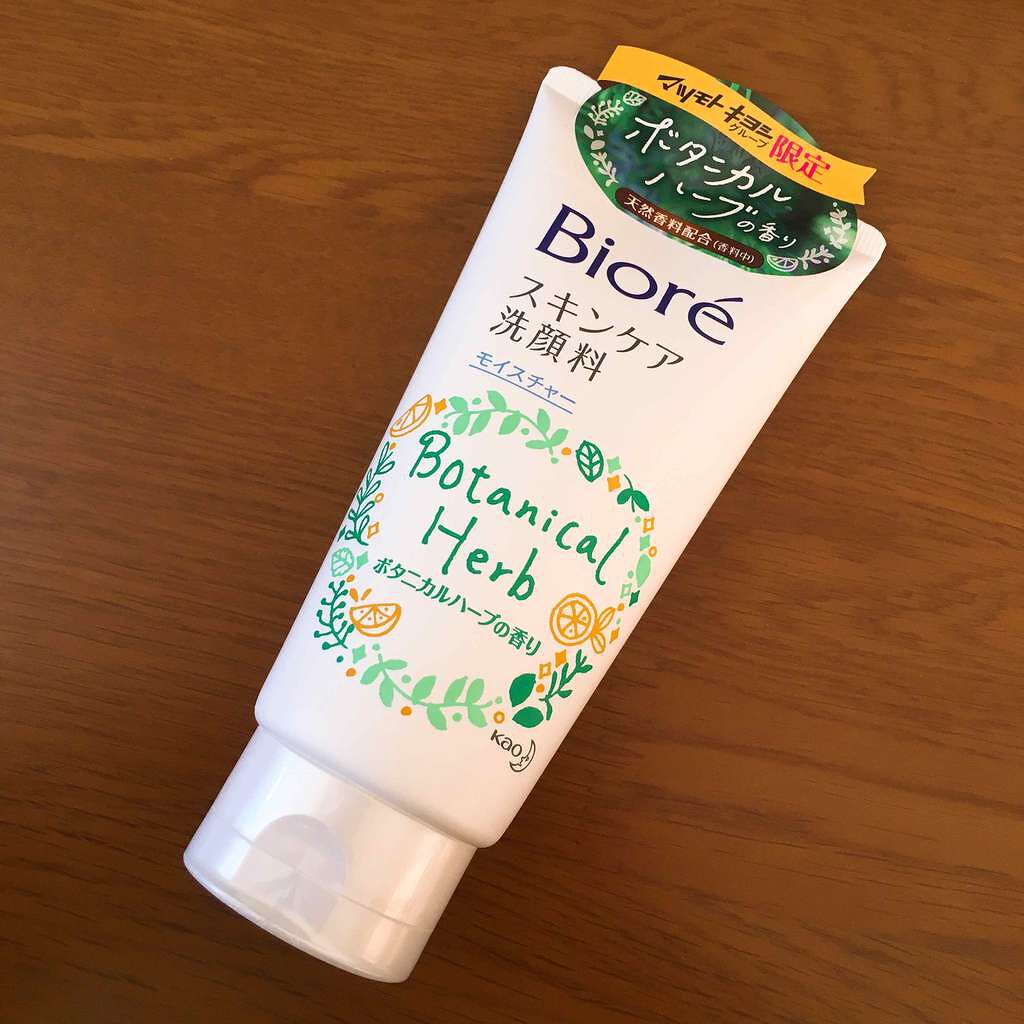 マツモトキヨシ
グループ
限定
ボタニカル
ハーブの香り
天然香料配合(香料中)
Bioré
スキンケア
洗顔料
モイスチャー
Botanical
Herb
ボタニカルハーブの香り
Kao